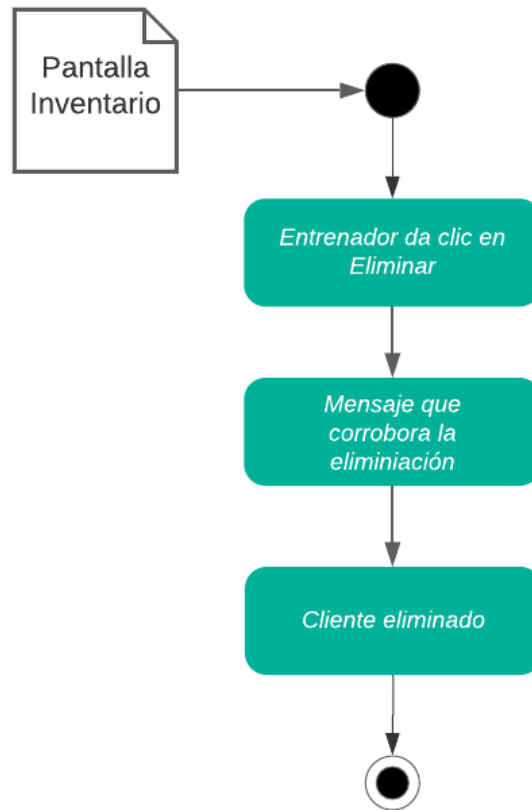 Pantalla
Inventario
Entrenador da clic en
Eliminar
Mensaje que
corrobora la
eliminiación
Cliente eliminado